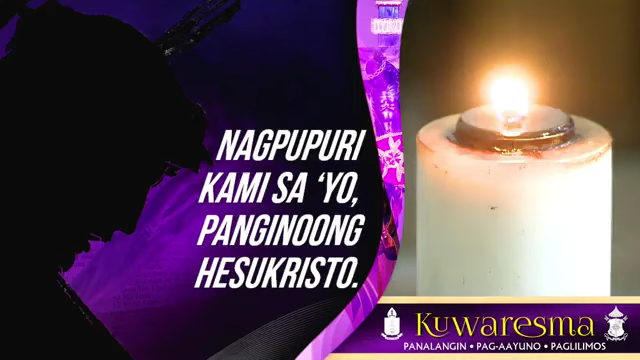 NAGPUPURI
KAMI SA ‘YO,
PANGINOONG
HESUKRISTO.
Kuwaresma
PANALANGIN • PAG-AAYUNO • PAGLILIMOS